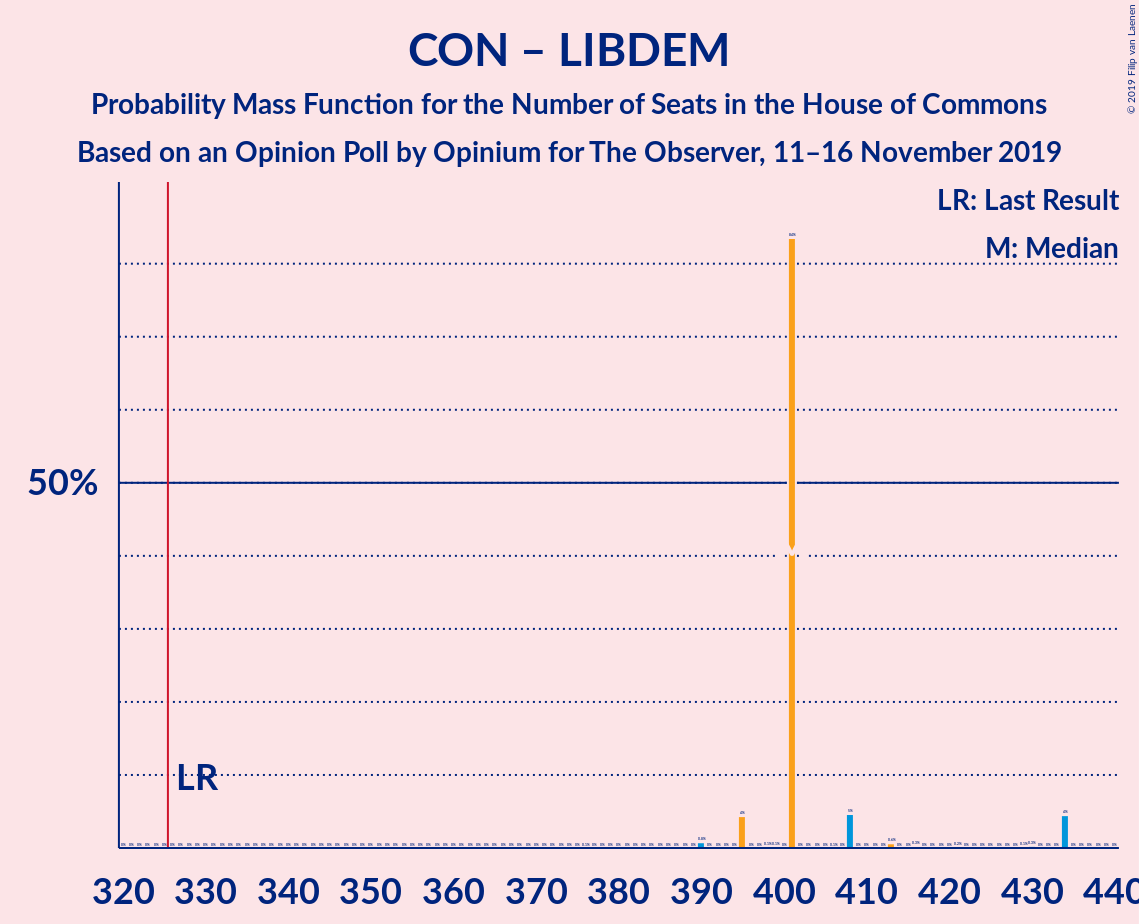 CON – LIBDEM
Probability Mass Function for the Number of Seats in the House of Commons
Based on an Opinion Poll by Opinium for The Observer, 11–16 November 2019
© 2019 Filip van Laenen
LR: Last Result
M: Median
50%
LR
320 330 340 350 360 370 380 390 400 410 420 430 440